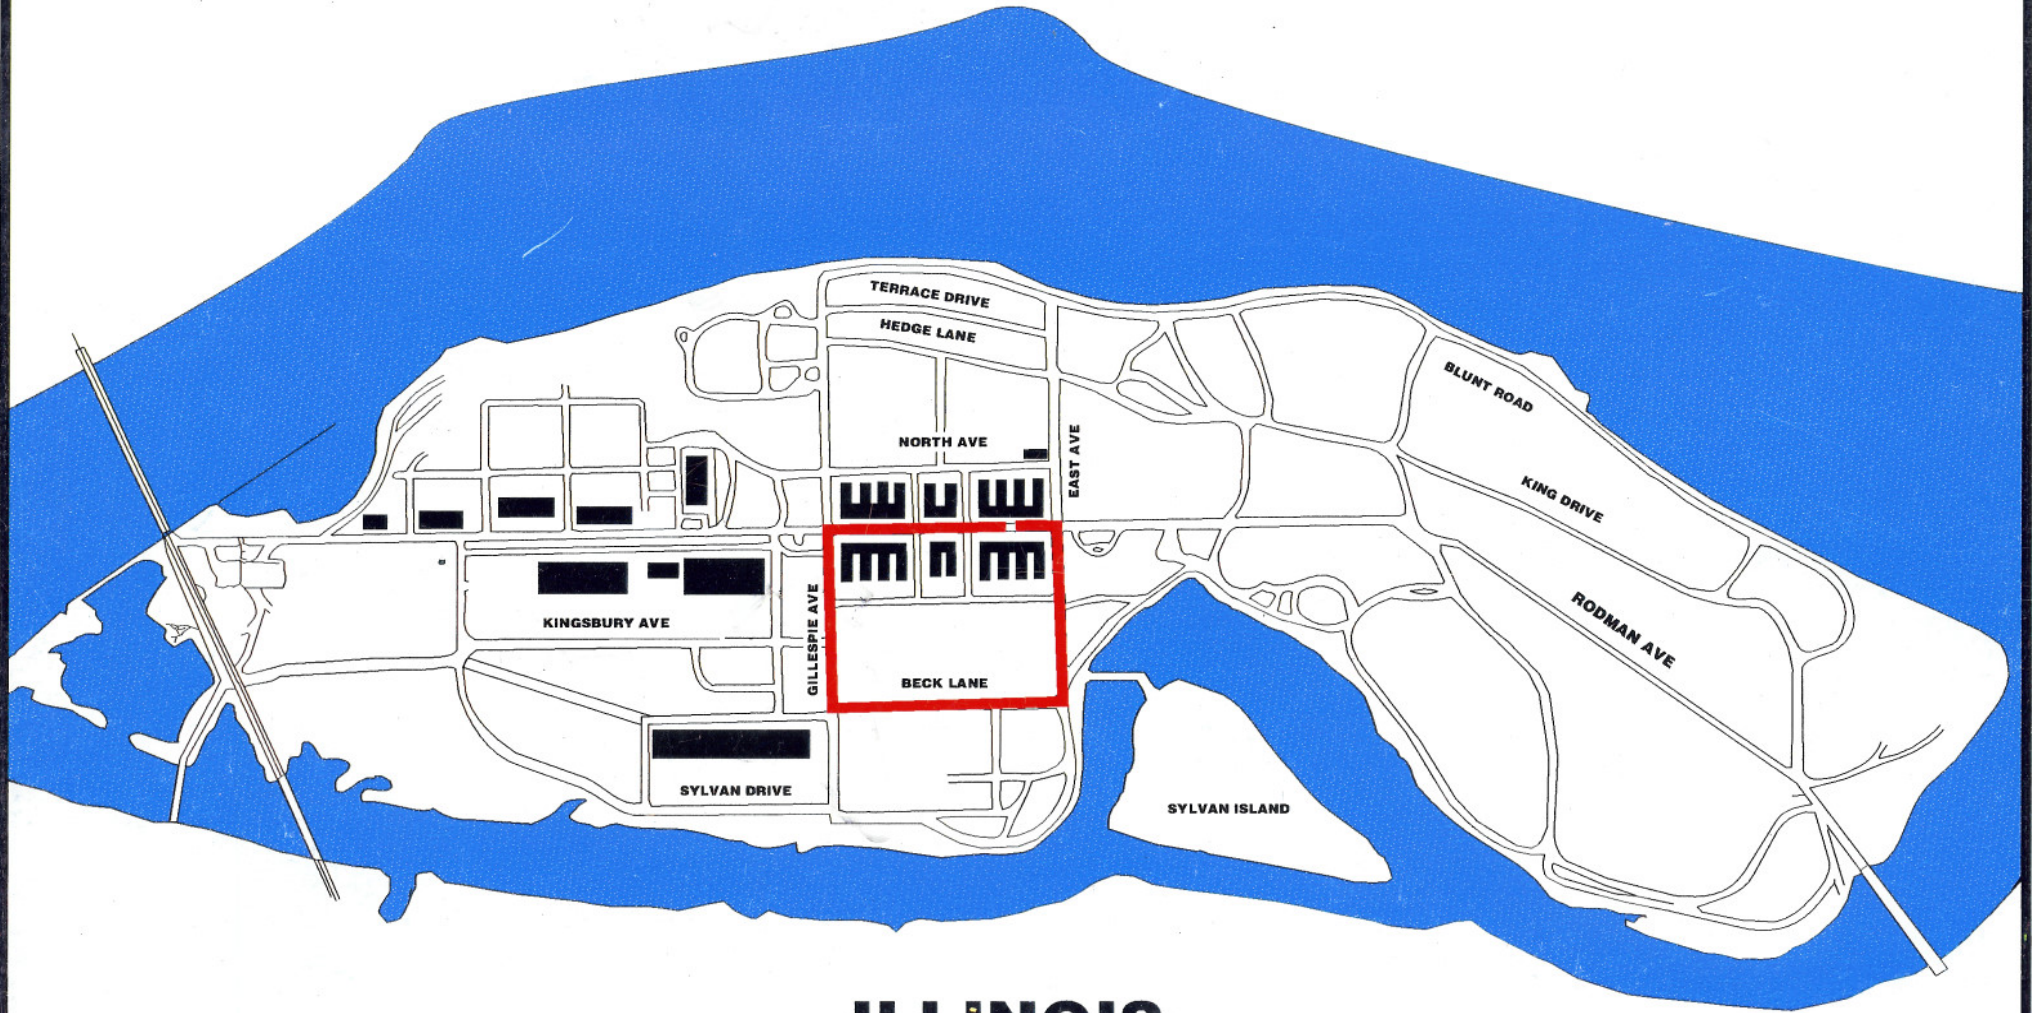 TERRACE DRIVE
HEDGE LANE
BLUNT ROAD
NORTH AVE
EAST AVE
KING DRIVE
GILLESPIE AVE
KINGSBURY AVE
RODMAN AVE
BECK LANE
SYLVAN DRIVE
SYLVAN ISLAND
ILLINOIS